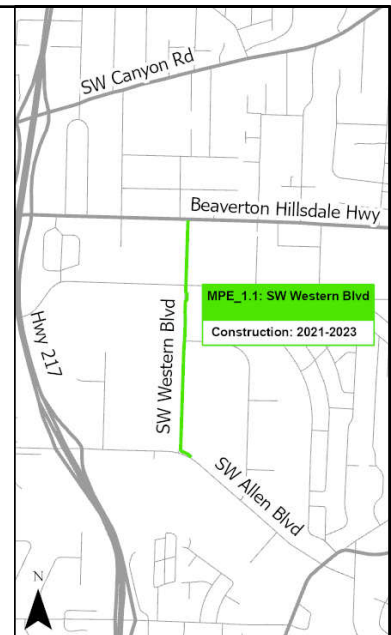 SW Canyon Rd
Beaverton Hillsdale Hwy
MPE_1.1: SW Western Blvd
Construction: 2021-2023
Hwy 217
SW Western Blvd
SW Allen Blvd
N